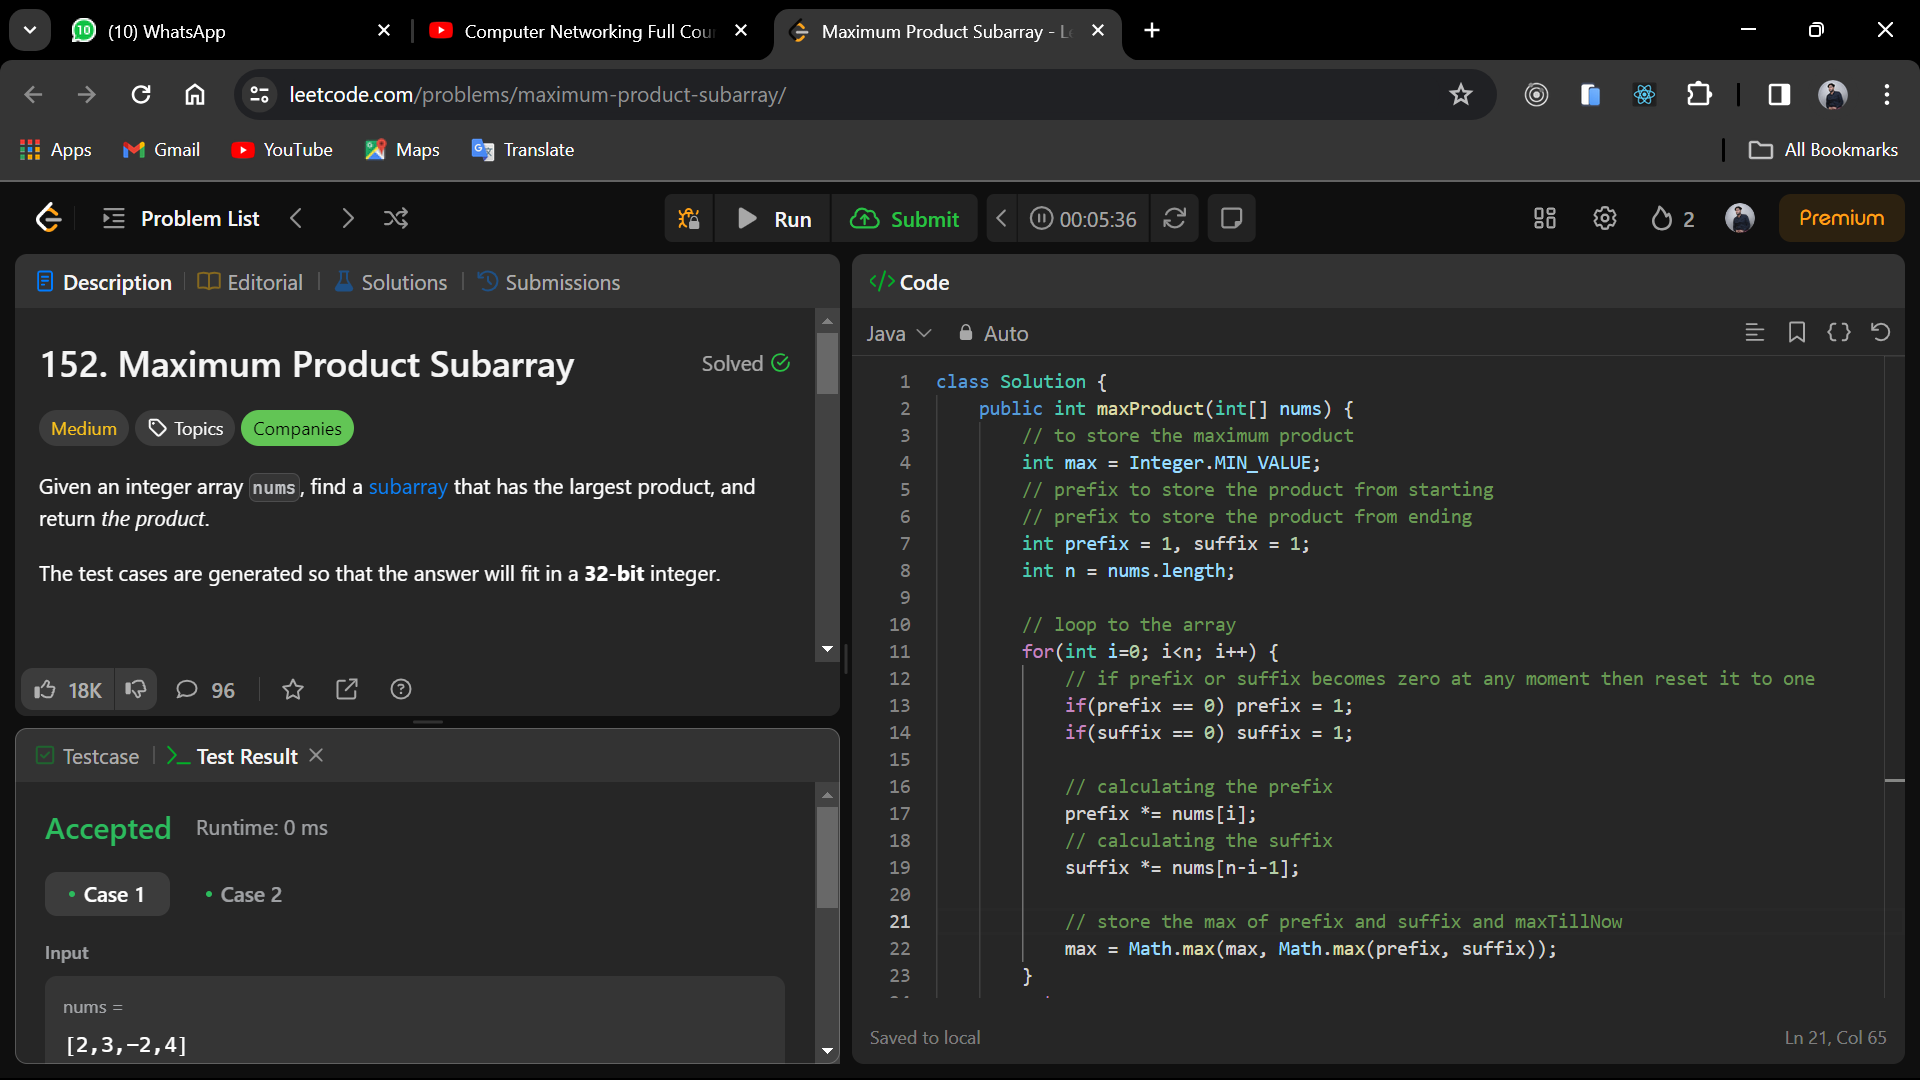 10 (10) WhatsApp
Computer Networking Full Cou
Maximum Product Subarray - L
leetcode.com/problems/maximum-product-subarray/
Apps Gmail YouTube Maps Translate All Bookmarks
Problem List Run Submit 00:05:36 2 Premium
Description Editorial Solutions Submissions
152. Maximum Product Subarray Solved
Medium Topics Companies
Given an integer array nums, find a subarray that has the largest product, and
return the product.
The test cases are generated so that the answer will fit in a 32-bit integer.
18K 96
Testcase Test Result
Accepted Runtime: 0 ms
• Case 1 • Case 2
Input
nums =
[2,3,-2,4]
</> Code
Java Auto
1 class Solution {
2 public int maxProduct(int[] nums) {
3 // to store the maximum product
4 int max = Integer.MIN_VALUE;
5 // prefix to store the product from starting
6 // prefix to store the product from ending
7 int prefix = 1, suffix = 1;
8 int n = nums.length;
9
10 // loop to the array
11 for(int i=0; i<n; i++) {
12 // if prefix or suffix becomes zero at any moment then reset it to one
13 if(prefix == 0) prefix = 1;
14 if(suffix == 0) suffix = 1;
15
16 // calculating the prefix
17 prefix *= nums[i];
18 // calculating the suffix
19 suffix *= nums[n-i-1];
20
21 // store the max of prefix and suffix and maxTillNow
22 max = Math.max(max, Math.max(prefix, suffix));
23 }
Saved to local Ln 21, Col 65